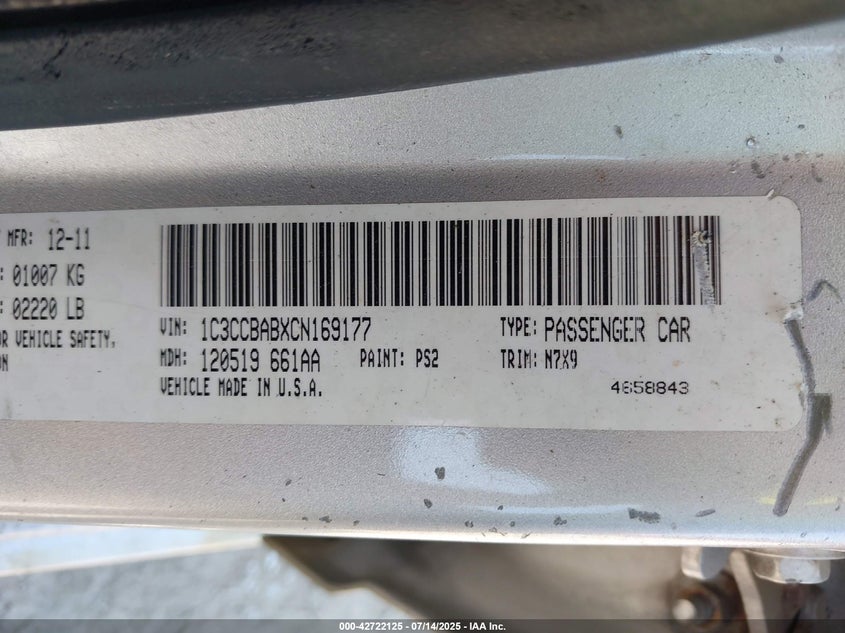 MFR: 12-11
: 01007 KG
: 02220 LB
OR VEHICLE SAFETY,
ON
VIN: 1C3CCBABXCN169177 TYPE: PASSENGER CAR
MDH: 120519 661AA PAINT: PS2 TRIM: N7X9
VEHICLE MADE IN U.S.A. 4658843
000-42722125 - 07/14/2025 - IAA Inc.